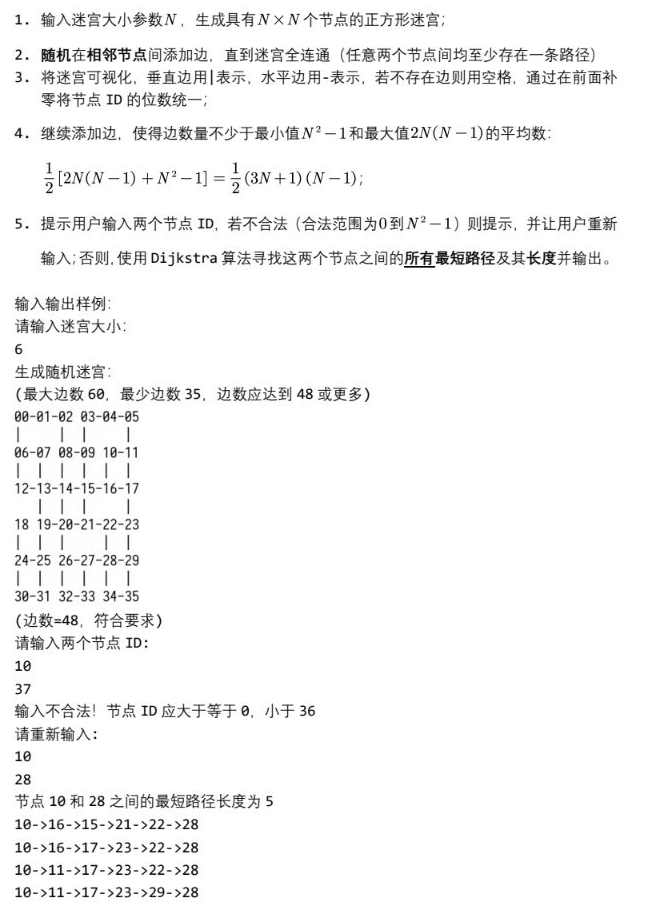 1. 输入迷宫大小参数N，生成具有N×N个节点的正方形迷宫；
2. 随机在相邻节点间添加边，直到迷宫全连通（任意两个节点间均至少存在一条路径）
3. 将迷宫可视化，垂直边用|表示，水平边用-表示，若不存在边则用空格，通过在前面补
零将节点 ID 的位数统一；
4. 继续添加边，使得边数量不少于最小值N²−1和最大值2N(N−1)的平均数：
1/2[2N(N−1)+N²−1]=1/2(3N+1)(N−1)；
5. 提示用户输入两个节点 ID，若不合法（合法范围为0到N²−1）则提示，并让用户重新
输入；否则，使用 Dijkstra 算法寻找这两个节点之间的所有最短路径及其长度并输出。
输入输出样例：
请输入迷宫大小：
6
生成随机迷宫：
(最大边数 60，最少边数 35，边数应达到 48 或更多)
00-01-02 03-04-05
|     |  |     |
06-07 08-09 10-11
|  |  |  |  |  |
12-13-14-15-16-17
   |  |  |     |
18 19-20-21-22-23
|  |  |     |  |
24-25 26-27-28-29
|  |  |  |  |  |
30-31 32-33 34-35
(边数=48，符合要求)
请输入两个节点 ID:
10
37
输入不合法！节点 ID 应大于等于 0，小于 36
请重新输入:
10
28
节点 10 和 28 之间的最短路径长度为 5
10->16->15->21->22->28
10->16->17->23->22->28
10->11->17->23->22->28
10->11->17->23->29->28